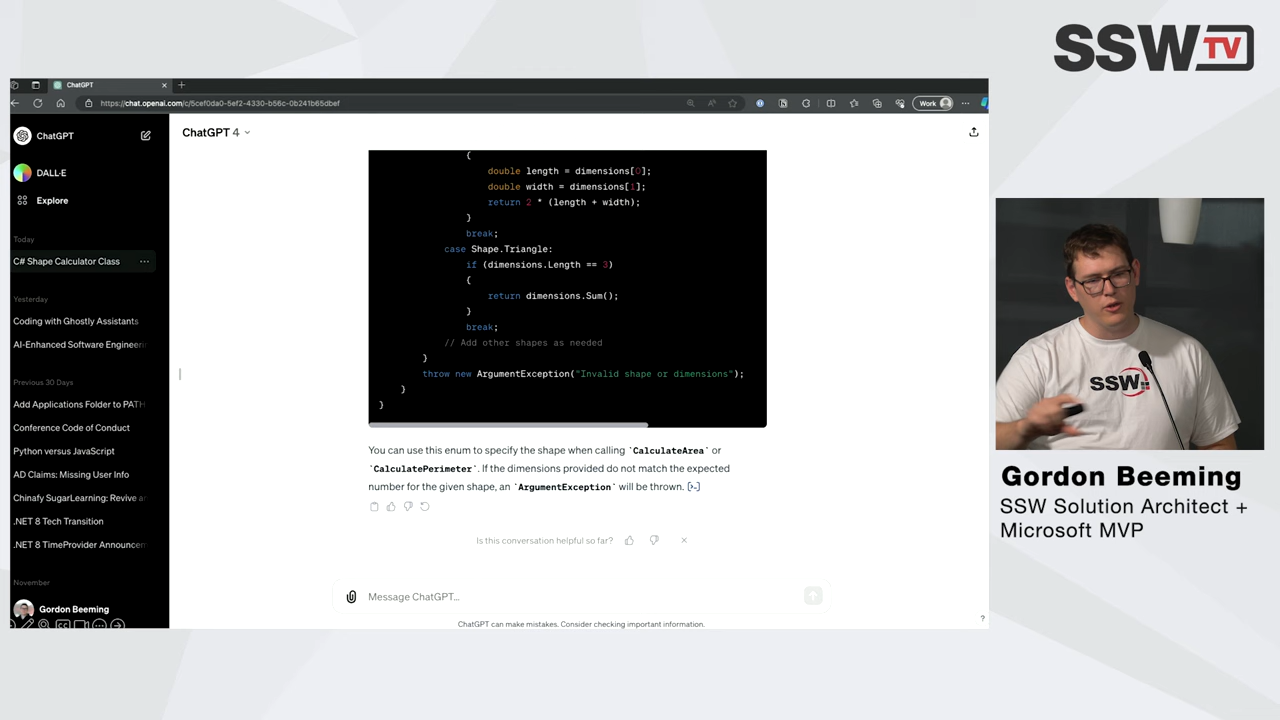 SSW TV
ChatGPT
https://chat.openai.com/c/5cef0da0-5ef2-4330-b56c-0b241b65dbef
Work
ChatGPT
DALL·E
Explore
Today
C# Shape Calculator Class
Yesterday
Coding with Ghostly Assistants
AI-Enhanced Software Engineerin
Previous 30 Days
Add Applications Folder to PATH
Conference Code of Conduct
Python versus JavaScript
AD Claims: Missing User Info
Chinafy SugarLearning: Revive an
.NET 8 Tech Transition
.NET 8 TimeProvider Announcem
November
Gordon Beeming
ChatGPT 4
{
double length = dimensions[0];
double width = dimensions[1];
return 2 * (length + width);
}
break;
case Shape.Triangle:
if (dimensions.Length == 3)
{
return dimensions.Sum();
}
break;
// Add other shapes as needed
}
throw new ArgumentException("Invalid shape or dimensions");
}
}
You can use this enum to specify the shape when calling `CalculateArea` or
`CalculatePerimeter`. If the dimensions provided do not match the expected
number for the given shape, an `ArgumentException` will be thrown. [>-]
Is this conversation helpful so far?
Message ChatGPT...
ChatGPT can make mistakes. Consider checking important information.
?
SSW
Gordon Beeming
SSW Solution Architect +
Microsoft MVP